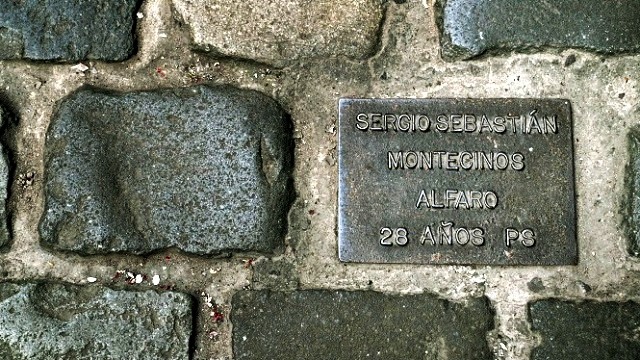 SERGIO SEBASTIÁN
MONTECINOS
ALFARO
28 AÑOS PS